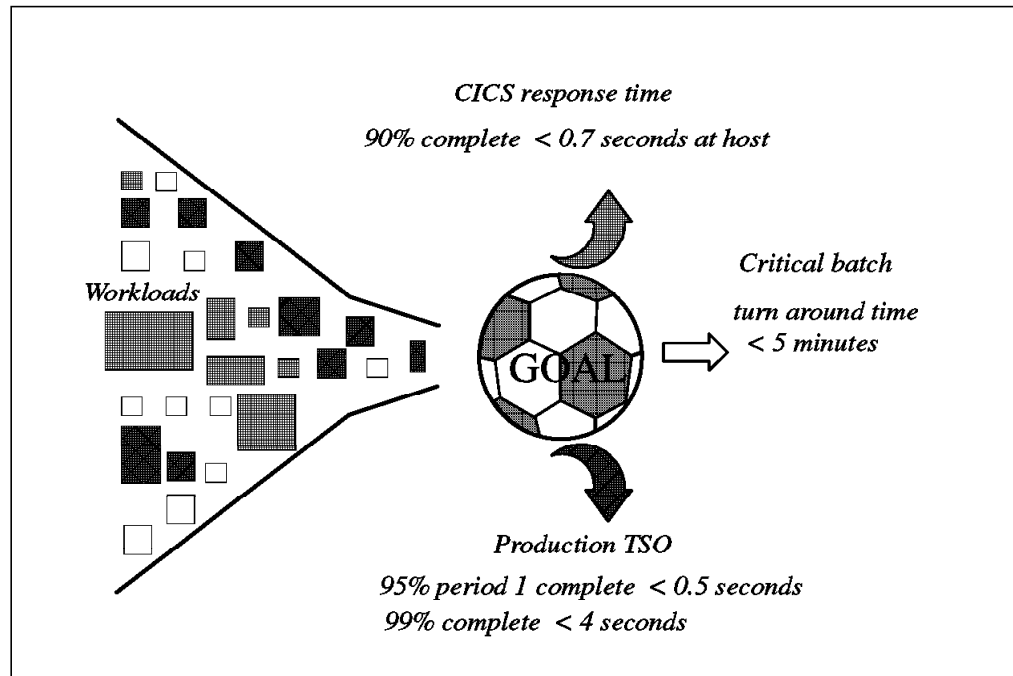 CICS response time
90% complete < 0.7 seconds at host
Workloads
GOAL
Critical batch
turn around time
< 5 minutes
Production TSO
95% period 1 complete < 0.5 seconds
99% complete < 4 seconds